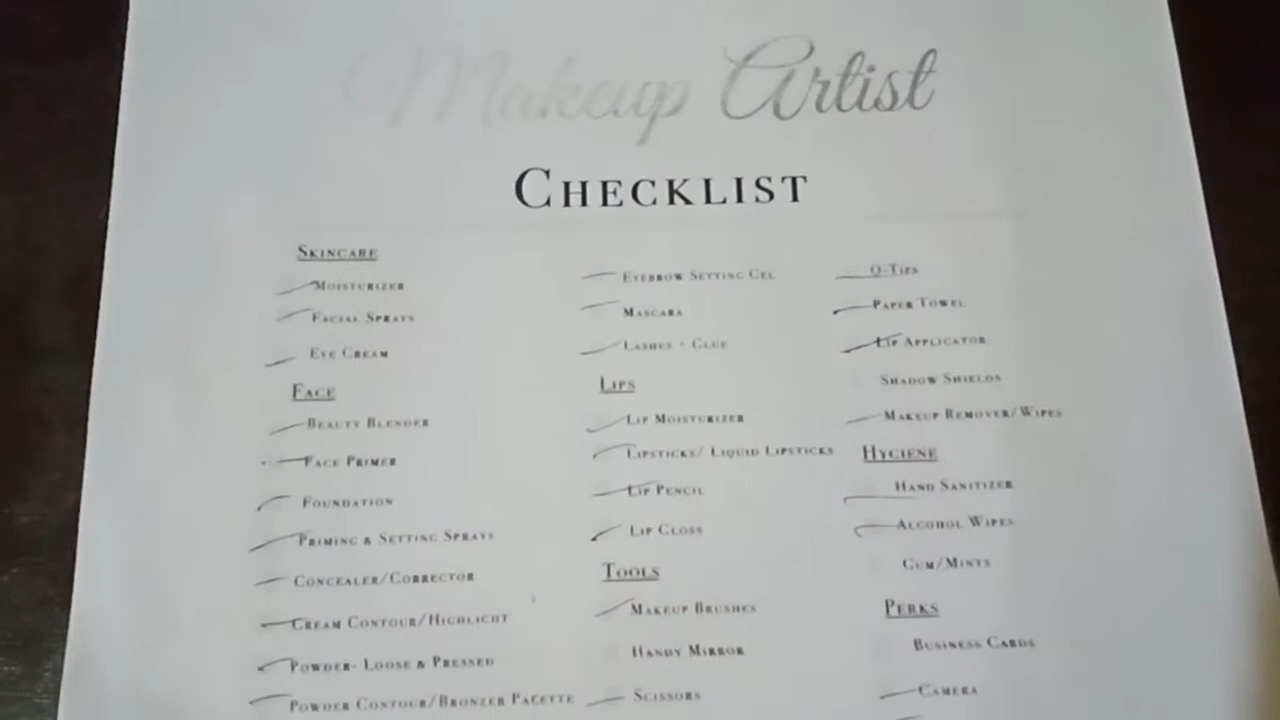 Makeup Artist
CHECKLIST
SKINCARE
MOISTURIZER
FACIAL SPRAYS
EYE CREAM
FACE
BEAUTY BLENDER
FACE PRIMER
FOUNDATION
PRIMING & SETTING SPRAYS
CONCEALER/CORRECTOR
CREAM CONTOUR/HIGHLIGHT
POWDER- LOOSE & PRESSED
POWDER CONTOUR/BRONZER PALETTE
EYEBROW SETTING GEL
MASCARA
LASHES + GLUE
LIPS
LIP MOISTURIZER
LIPSTICKS/ LIQUID LIPSTICKS
LIP PENCIL
LIP GLOSS
TOOLS
MAKEUP BRUSHES
HANDY MIRROR
SCISSORS
Q-TIPS
PAPER TOWEL
LIP APPLICATOR
SHADOW SHIELDS
MAKEUP REMOVER/WIPES
HYGIENE
HAND SANITIZER
ALCOHOL WIPES
GUM/MINTS
PERKS
BUSINESS CARDS
CAMERA